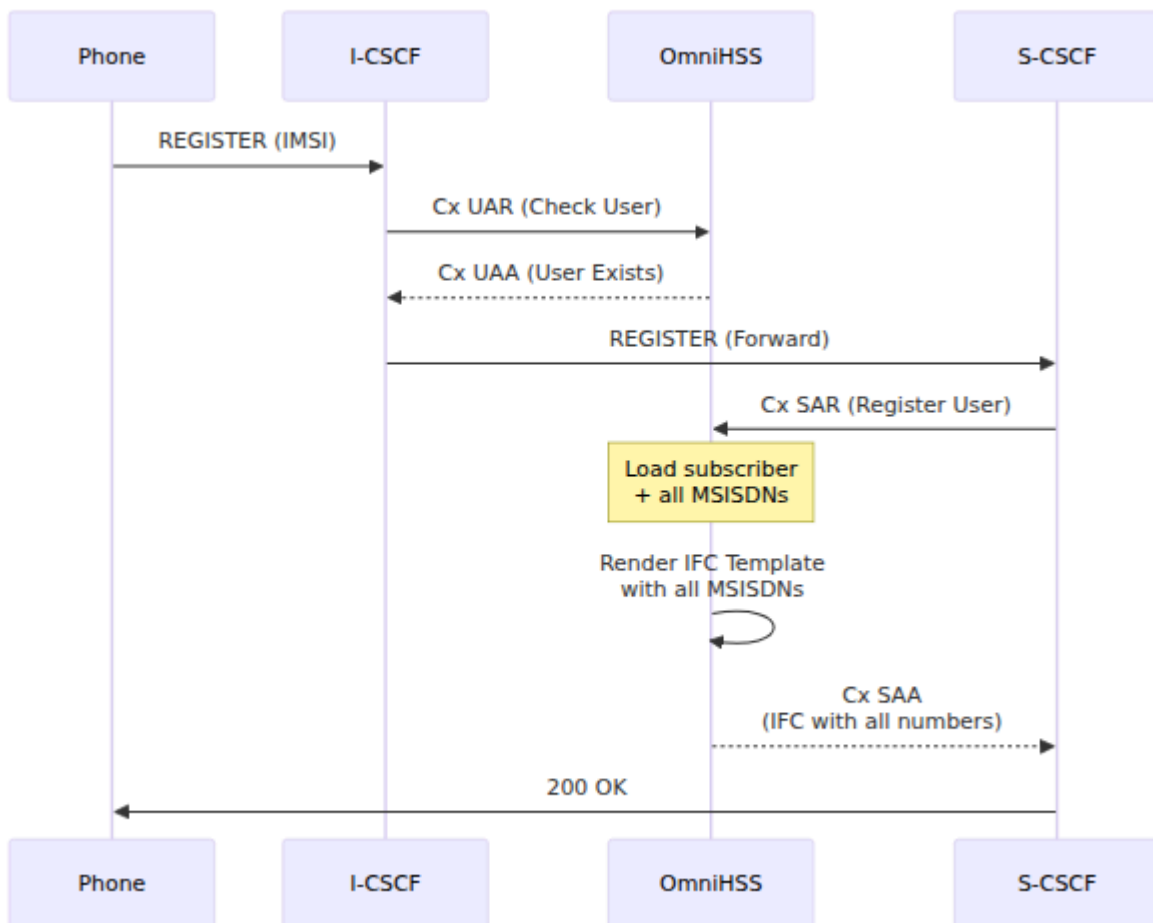 Phone
I-CSCF
OmniHSS
S-CSCF
REGISTER (IMSI)
Cx UAR (Check User)
Cx UAA (User Exists)
REGISTER (Forward)
Cx SAR (Register User)
Load subscriber
+ all MSISDNs
Render IFC Template
with all MSISDNs
Cx SAA
(IFC with all numbers)
200 OK
Phone
I-CSCF
OmniHSS
S-CSCF